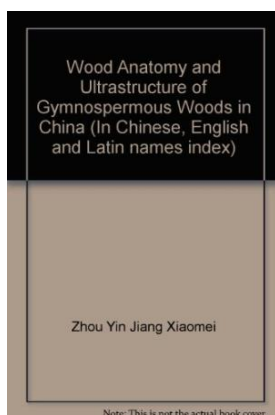 Wood Anatomy and
Ultrastructure of
Gymnospermous Woods in
China (In Chinese, English
and Latin names index)
Zhou Yin Jiang Xiaomei
Note: This is not the actual book cover